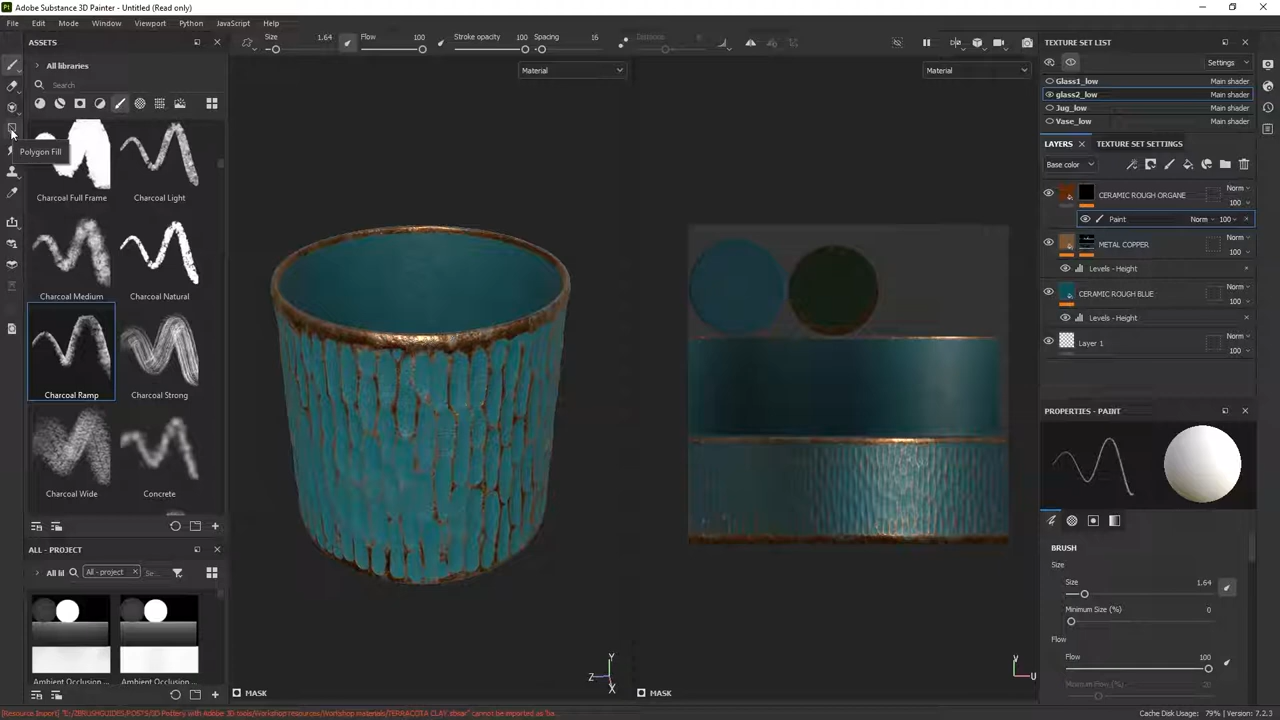 Adobe Substance 3D Painter - Untitled (Read only)
File Edit Mode Window Viewport Python JavaScript Help
Size 1.64 Flow 100 Stroke opacity 100 Spacing 16 Distance 8
ASSETS
All libraries
Search
Polygon Fill
Charcoal Full Frame Charcoal Light
Charcoal Medium Charcoal Natural
Charcoal Ramp Charcoal Strong
Charcoal Wide Concrete
ALL - PROJECT
All lil All - project × Se...
Ambient Occlusion ... Ambient Occlusion ...
Material
Material
Y
Z
X
V
U
MASK
MASK
TEXTURE SET LIST
Settings
Glass1_low Main shader
glass2_low Main shader
Jug_low Main shader
Vase_low Main shader
LAYERS × TEXTURE SET SETTINGS
Base color
CERAMIC ROUGH ORGANE Norm 100
Paint Norm 100 ×
METAL COPPER Norm 100
Levels - Height
CERAMIC ROUGH BLUE Norm 100
Levels - Height
Layer 1 Norm 100
PROPERTIES - PAINT
BRUSH
Size
Size 1.64
Minimum Size (%) 0
Flow
Flow 100
Cache Disk Usage: 79% | Version: 7.2.3